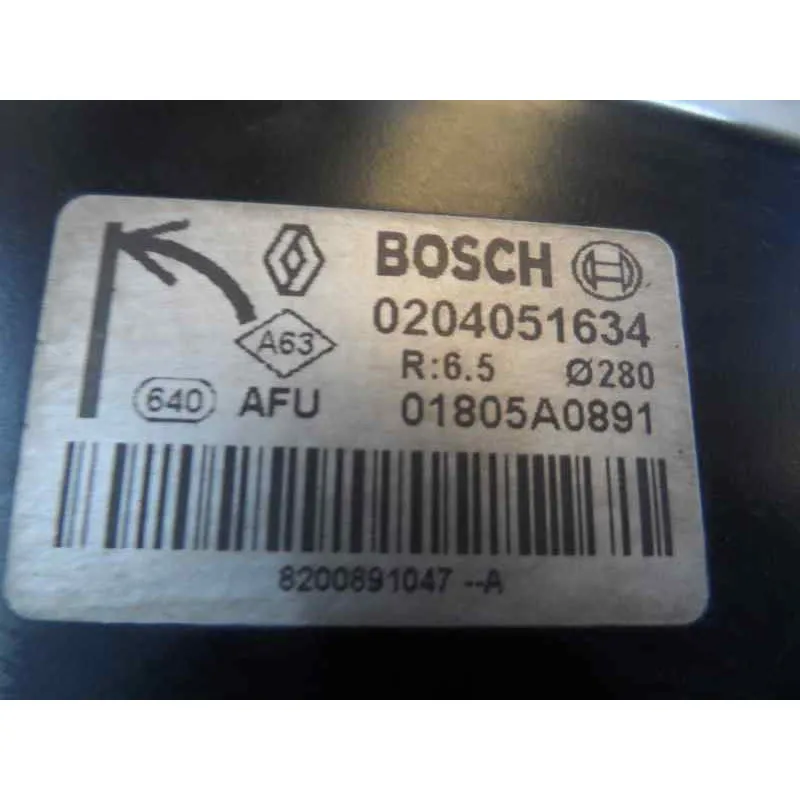 BOSCH
0204051634
A63
R:6.5 Ø280
640 AFU 01805A0891
8200891047 --A